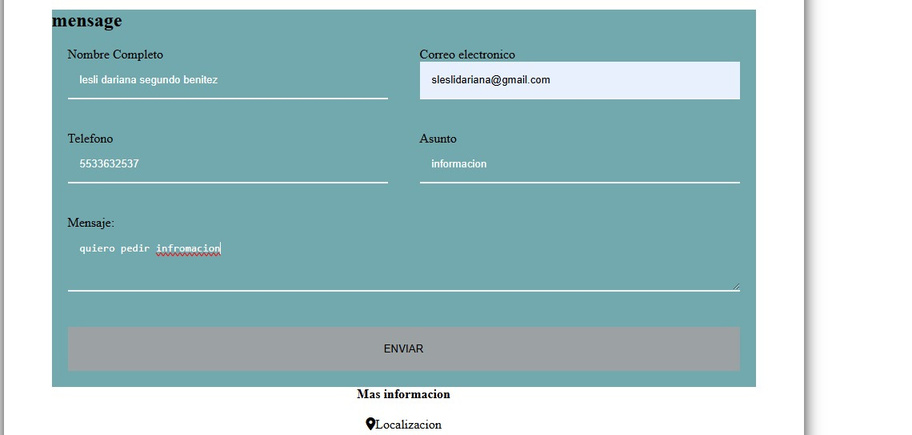 mensage
Nombre Completo
Correo electronico
lesli dariana segundo benitez
sleslidariana@gmail.com
Telefono
Asunto
5533632537
informacion
Mensaje:
quiero pedir infromacion
ENVIAR
Mas informacion
Localizacion